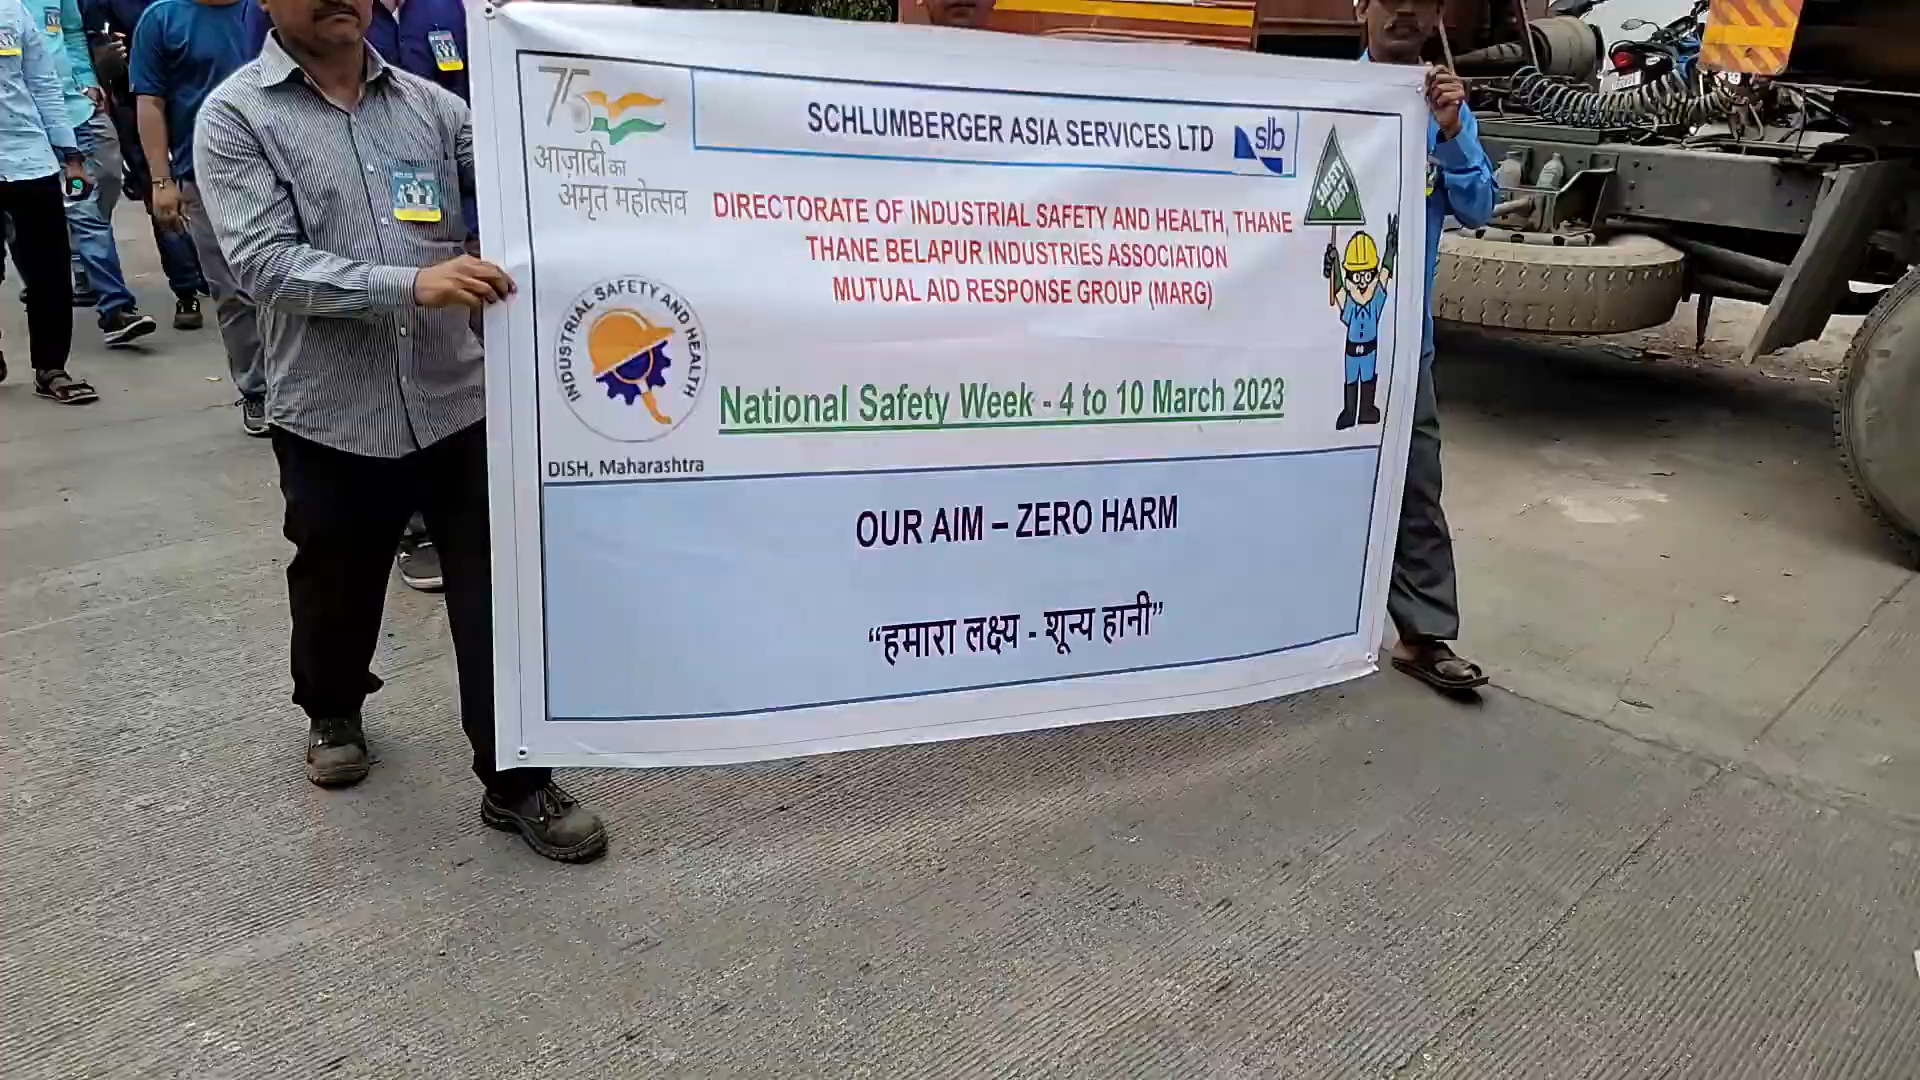 75
आज़ादी का
अमृत महोत्सव
SCHLUMBERGER ASIA SERVICES LTD
slb
SAFETY
FIRST
DIRECTORATE OF INDUSTRIAL SAFETY AND HEALTH, THANE
THANE BELAPUR INDUSTRIES ASSOCIATION
MUTUAL AID RESPONSE GROUP (MARG)
INDUSTRIAL SAFETY AND HEALTH
National Safety Week - 4 to 10 March 2023
DISH, Maharashtra
OUR AIM – ZERO HARM
“हमारा लक्ष्य - शून्य हानी”